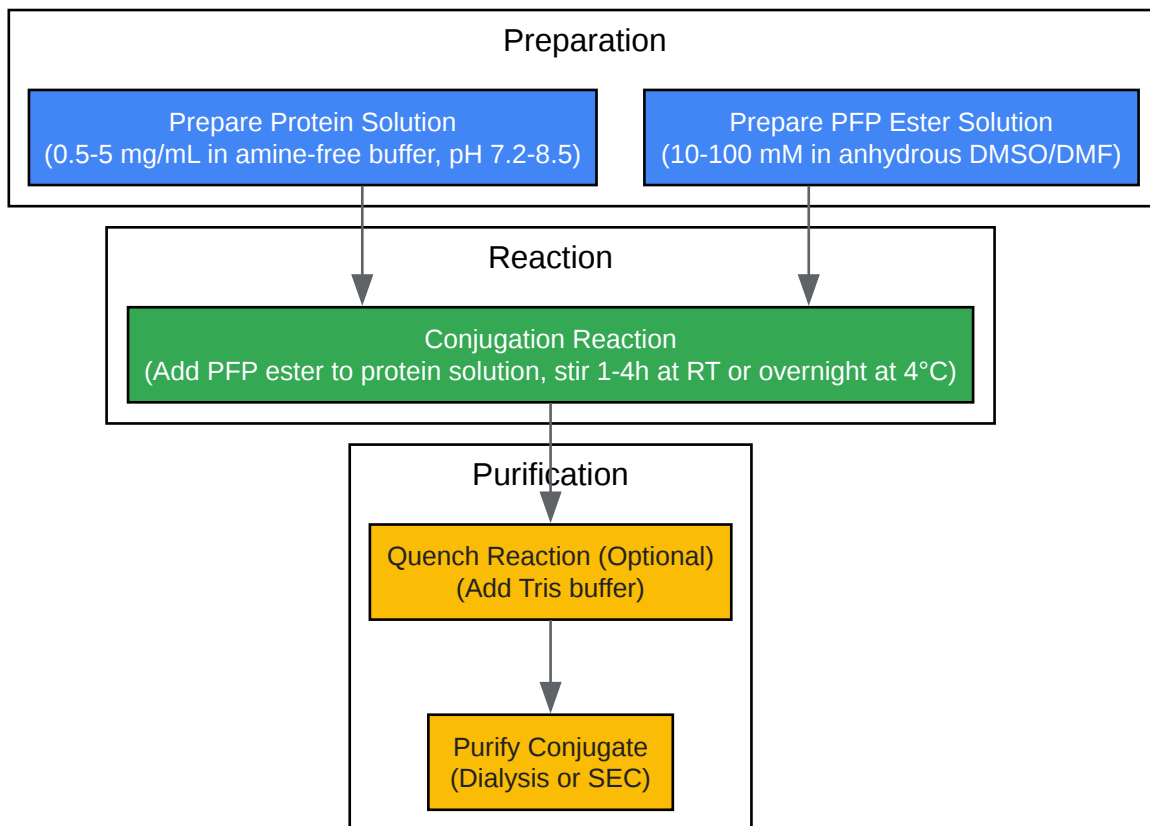 Preparation
Prepare Protein Solution
(0.5-5 mg/mL in amine-free buffer, pH 7.2-8.5)
Prepare PFP Ester Solution
(10-100 mM in anhydrous DMSO/DMF)
Reaction
Conjugation Reaction
(Add PFP ester to protein solution, stir 1-4h at RT or overnight at 4°C)
Purification
Quench Reaction (Optional)
(Add Tris buffer)
Purify Conjugate
(Dialysis or SEC)